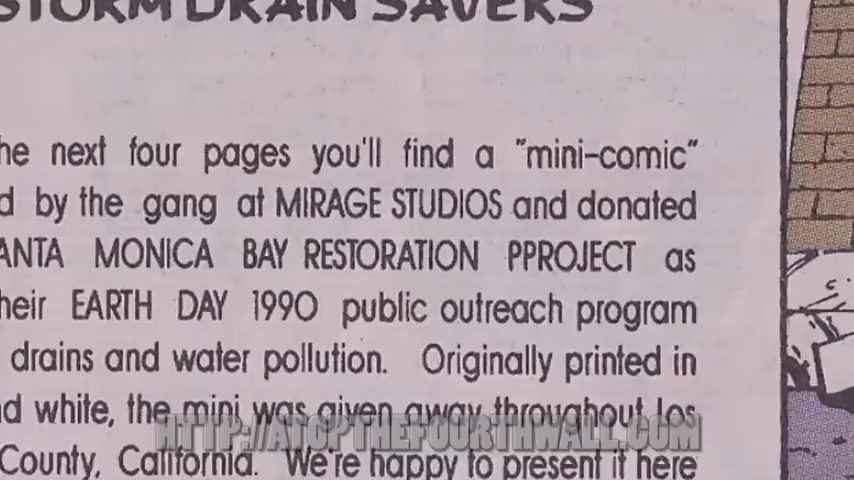 STORM DRAIN SAVERS
he next four pages you'll find a "mini-comic"
d by the gang at MIRAGE STUDIOS and donated
ANTA MONICA BAY RESTORATION PPROJECT as
heir EARTH DAY 1990 public outreach program
drains and water pollution. Originally printed in
d white, the mini was given away throughout Los
HTTP://ATOPTHEFOURTHWALL.COM
County, California. We're happy to present it here